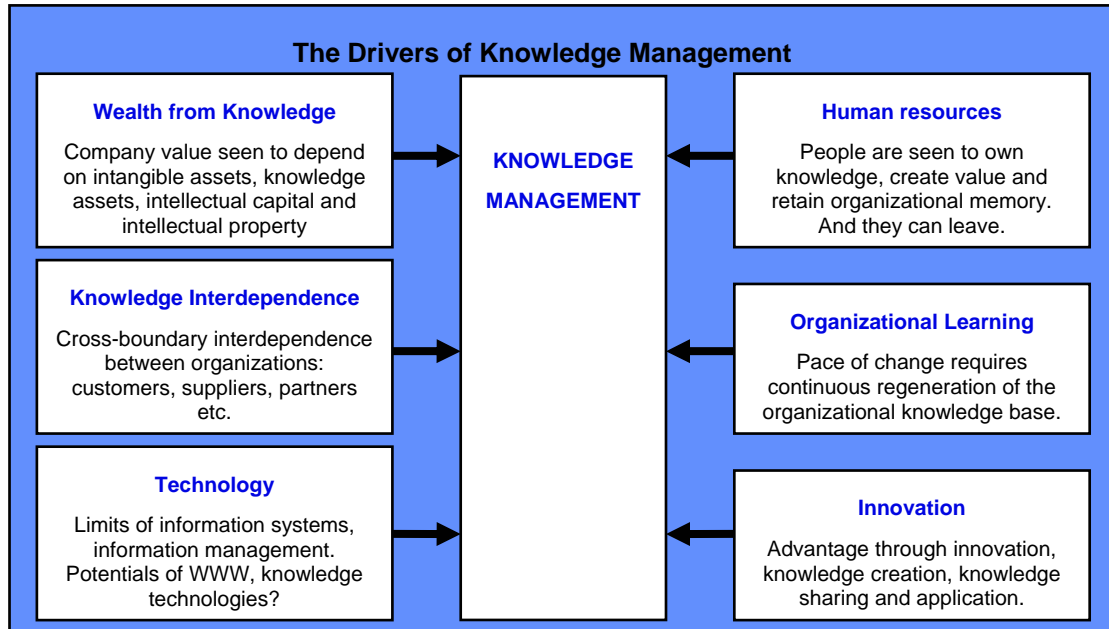 The Drivers of Knowledge Management
Wealth from Knowledge
Company value seen to depend
on intangible assets, knowledge
assets, intellectual capital and
intellectual property
Knowledge Interdependence
Cross-boundary interdependence
between organizations:
customers, suppliers, partners
etc.
Technology
Limits of information systems,
information management.
Potentials of WWW, knowledge
technologies?
KNOWLEDGE
MANAGEMENT
Human resources
People are seen to own
knowledge, create value and
retain organizational memory.
And they can leave.
Organizational Learning
Pace of change requires
continuous regeneration of the
organizational knowledge base.
Innovation
Advantage through innovation,
knowledge creation, knowledge
sharing and application.